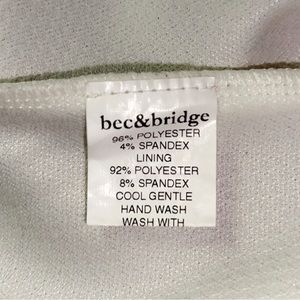 bec&bridge
96% POLYESTER
4% SPANDEX
LINING
92% POLYESTER
8% SPANDEX
COOL GENTLE
HAND WASH
WASH WITH